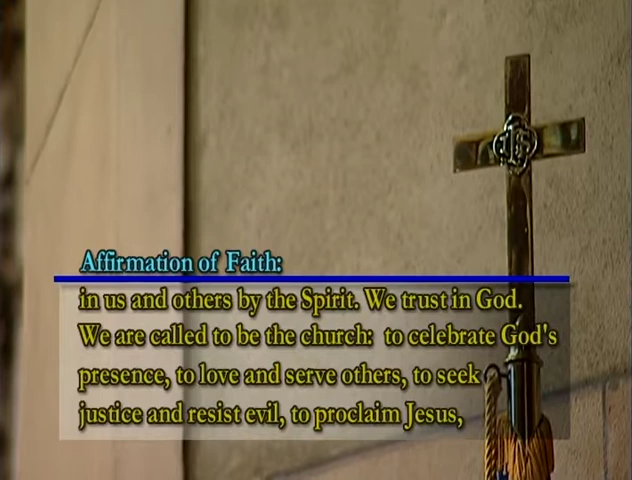 IHS
Affirmation of Faith:
in us and others by the Spirit. We trust in God.
We are called to be the church:  to celebrate God's
presence, to love and serve others, to seek
justice and resist evil, to proclaim Jesus,